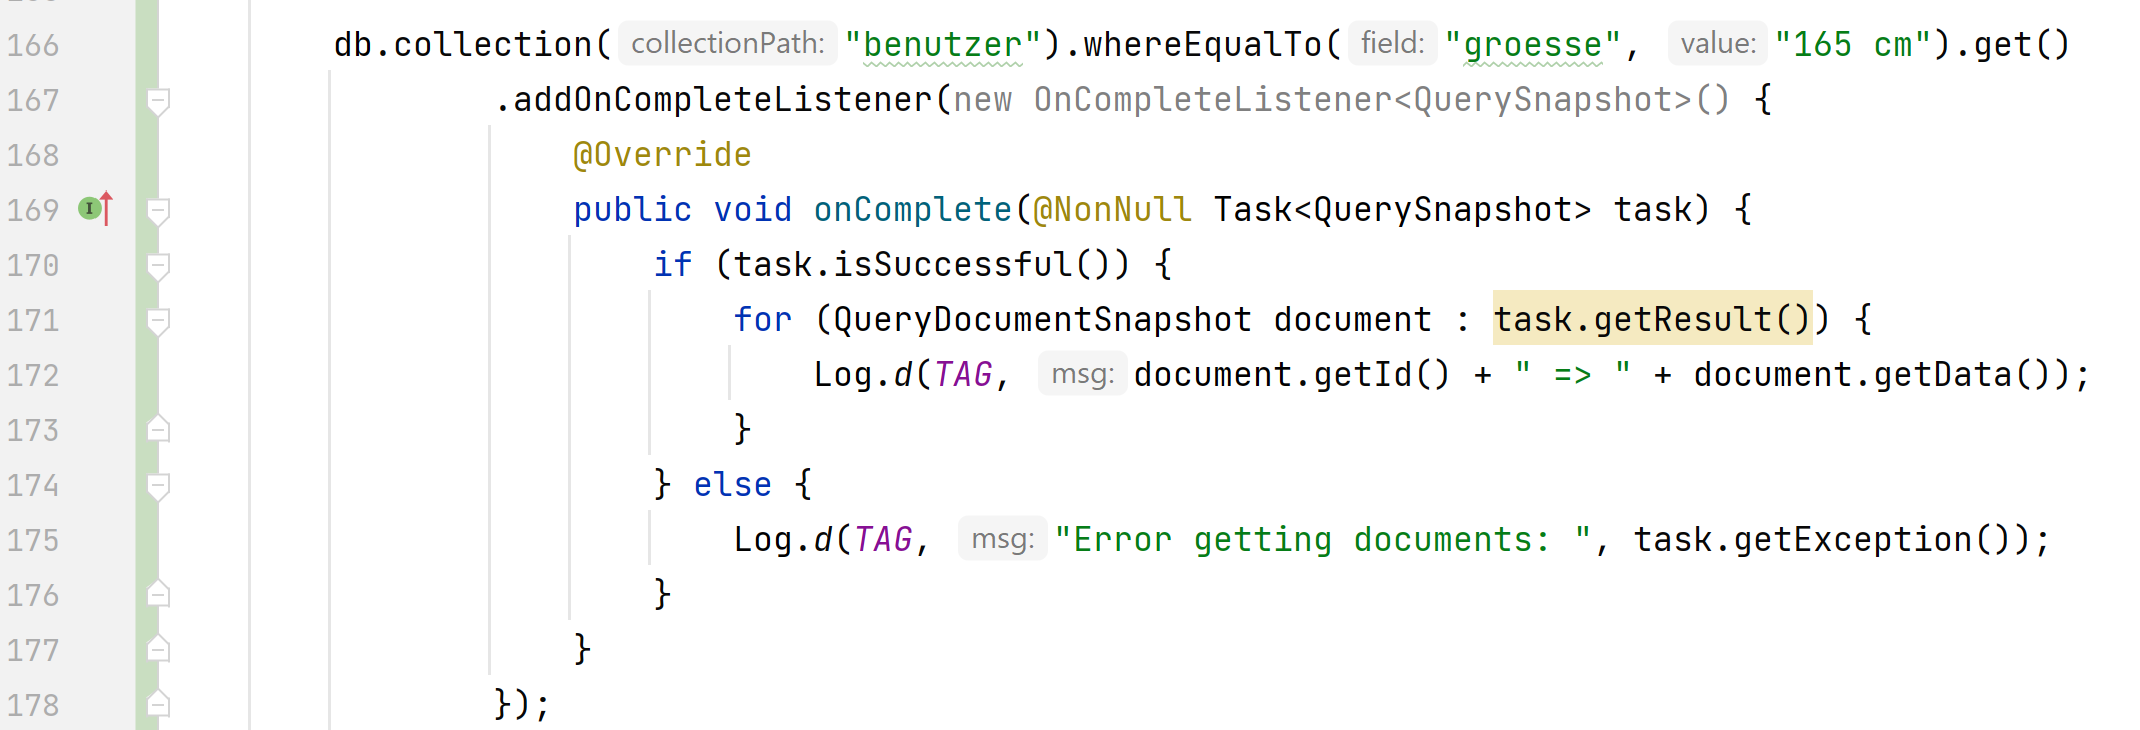 166 db.collection( collectionPath: "benutzer").whereEqualTo( field: "groesse", value: "165 cm").get()
167 .addOnCompleteListener(new OnCompleteListener<QuerySnapshot>() {
168 @Override
169 public void onComplete(@NonNull Task<QuerySnapshot> task) {
170 if (task.isSuccessful()) {
171 for (QueryDocumentSnapshot document : task.getResult()) {
172 Log.d(TAG, msg: document.getId() + " => " + document.getData());
173 }
174 } else {
175 Log.d(TAG, msg: "Error getting documents: ", task.getException());
176 }
177 }
178 });